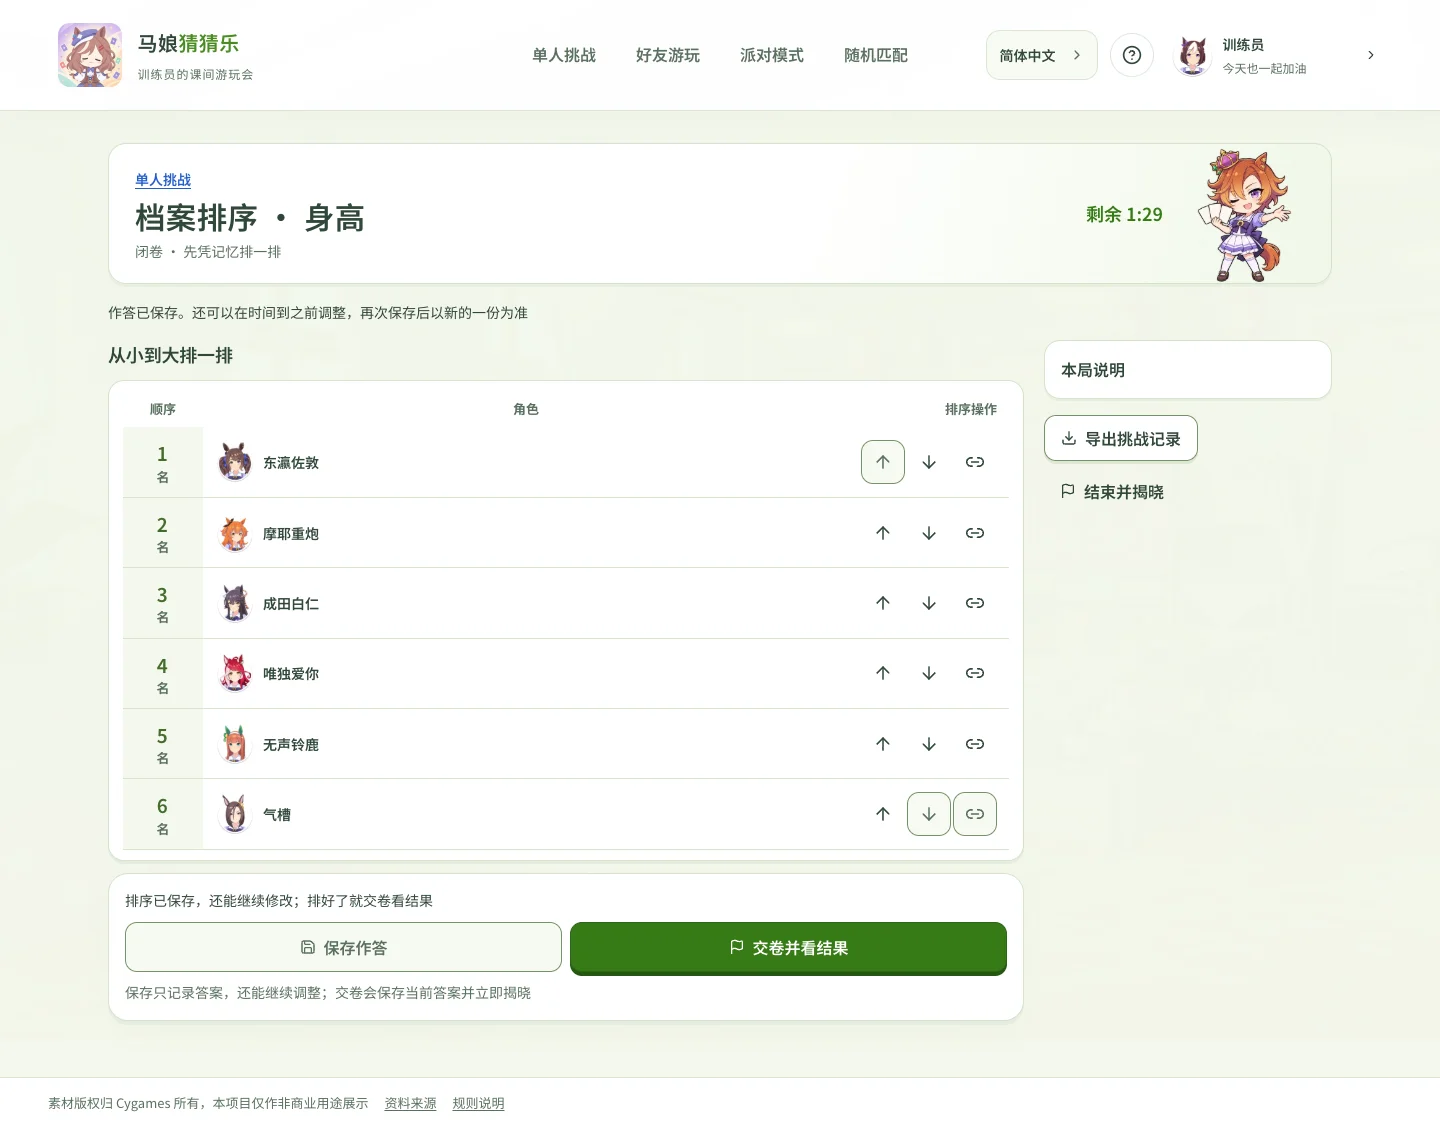 马娘猜猜乐
训练员的课间游玩会
单人挑战
好友游玩
派对模式
随机匹配
简体中文
训练员
今天也一起加油
单人挑战
档案排序 · 身高
闭卷 · 先凭记忆排一排
剩余 1:29
作答已保存。还可以在时间到之前调整，再次保存后以新的一份为准
从小到大排一排
顺序 角色 排序操作
1
名
东瀛佐敦
2
名
摩耶重炮
3
名
成田白仁
4
名
唯独爱你
5
名
无声铃鹿
6
名
气槽
排序已保存，还能继续修改；排好了就交卷看结果
保存作答
交卷并看结果
保存只记录答案，还能继续调整；交卷会保存当前答案并立即揭晓
本局说明
导出挑战记录
结束并揭晓
素材版权归 Cygames 所有，本项目仅作非商业用途展示 资料来源 规则说明